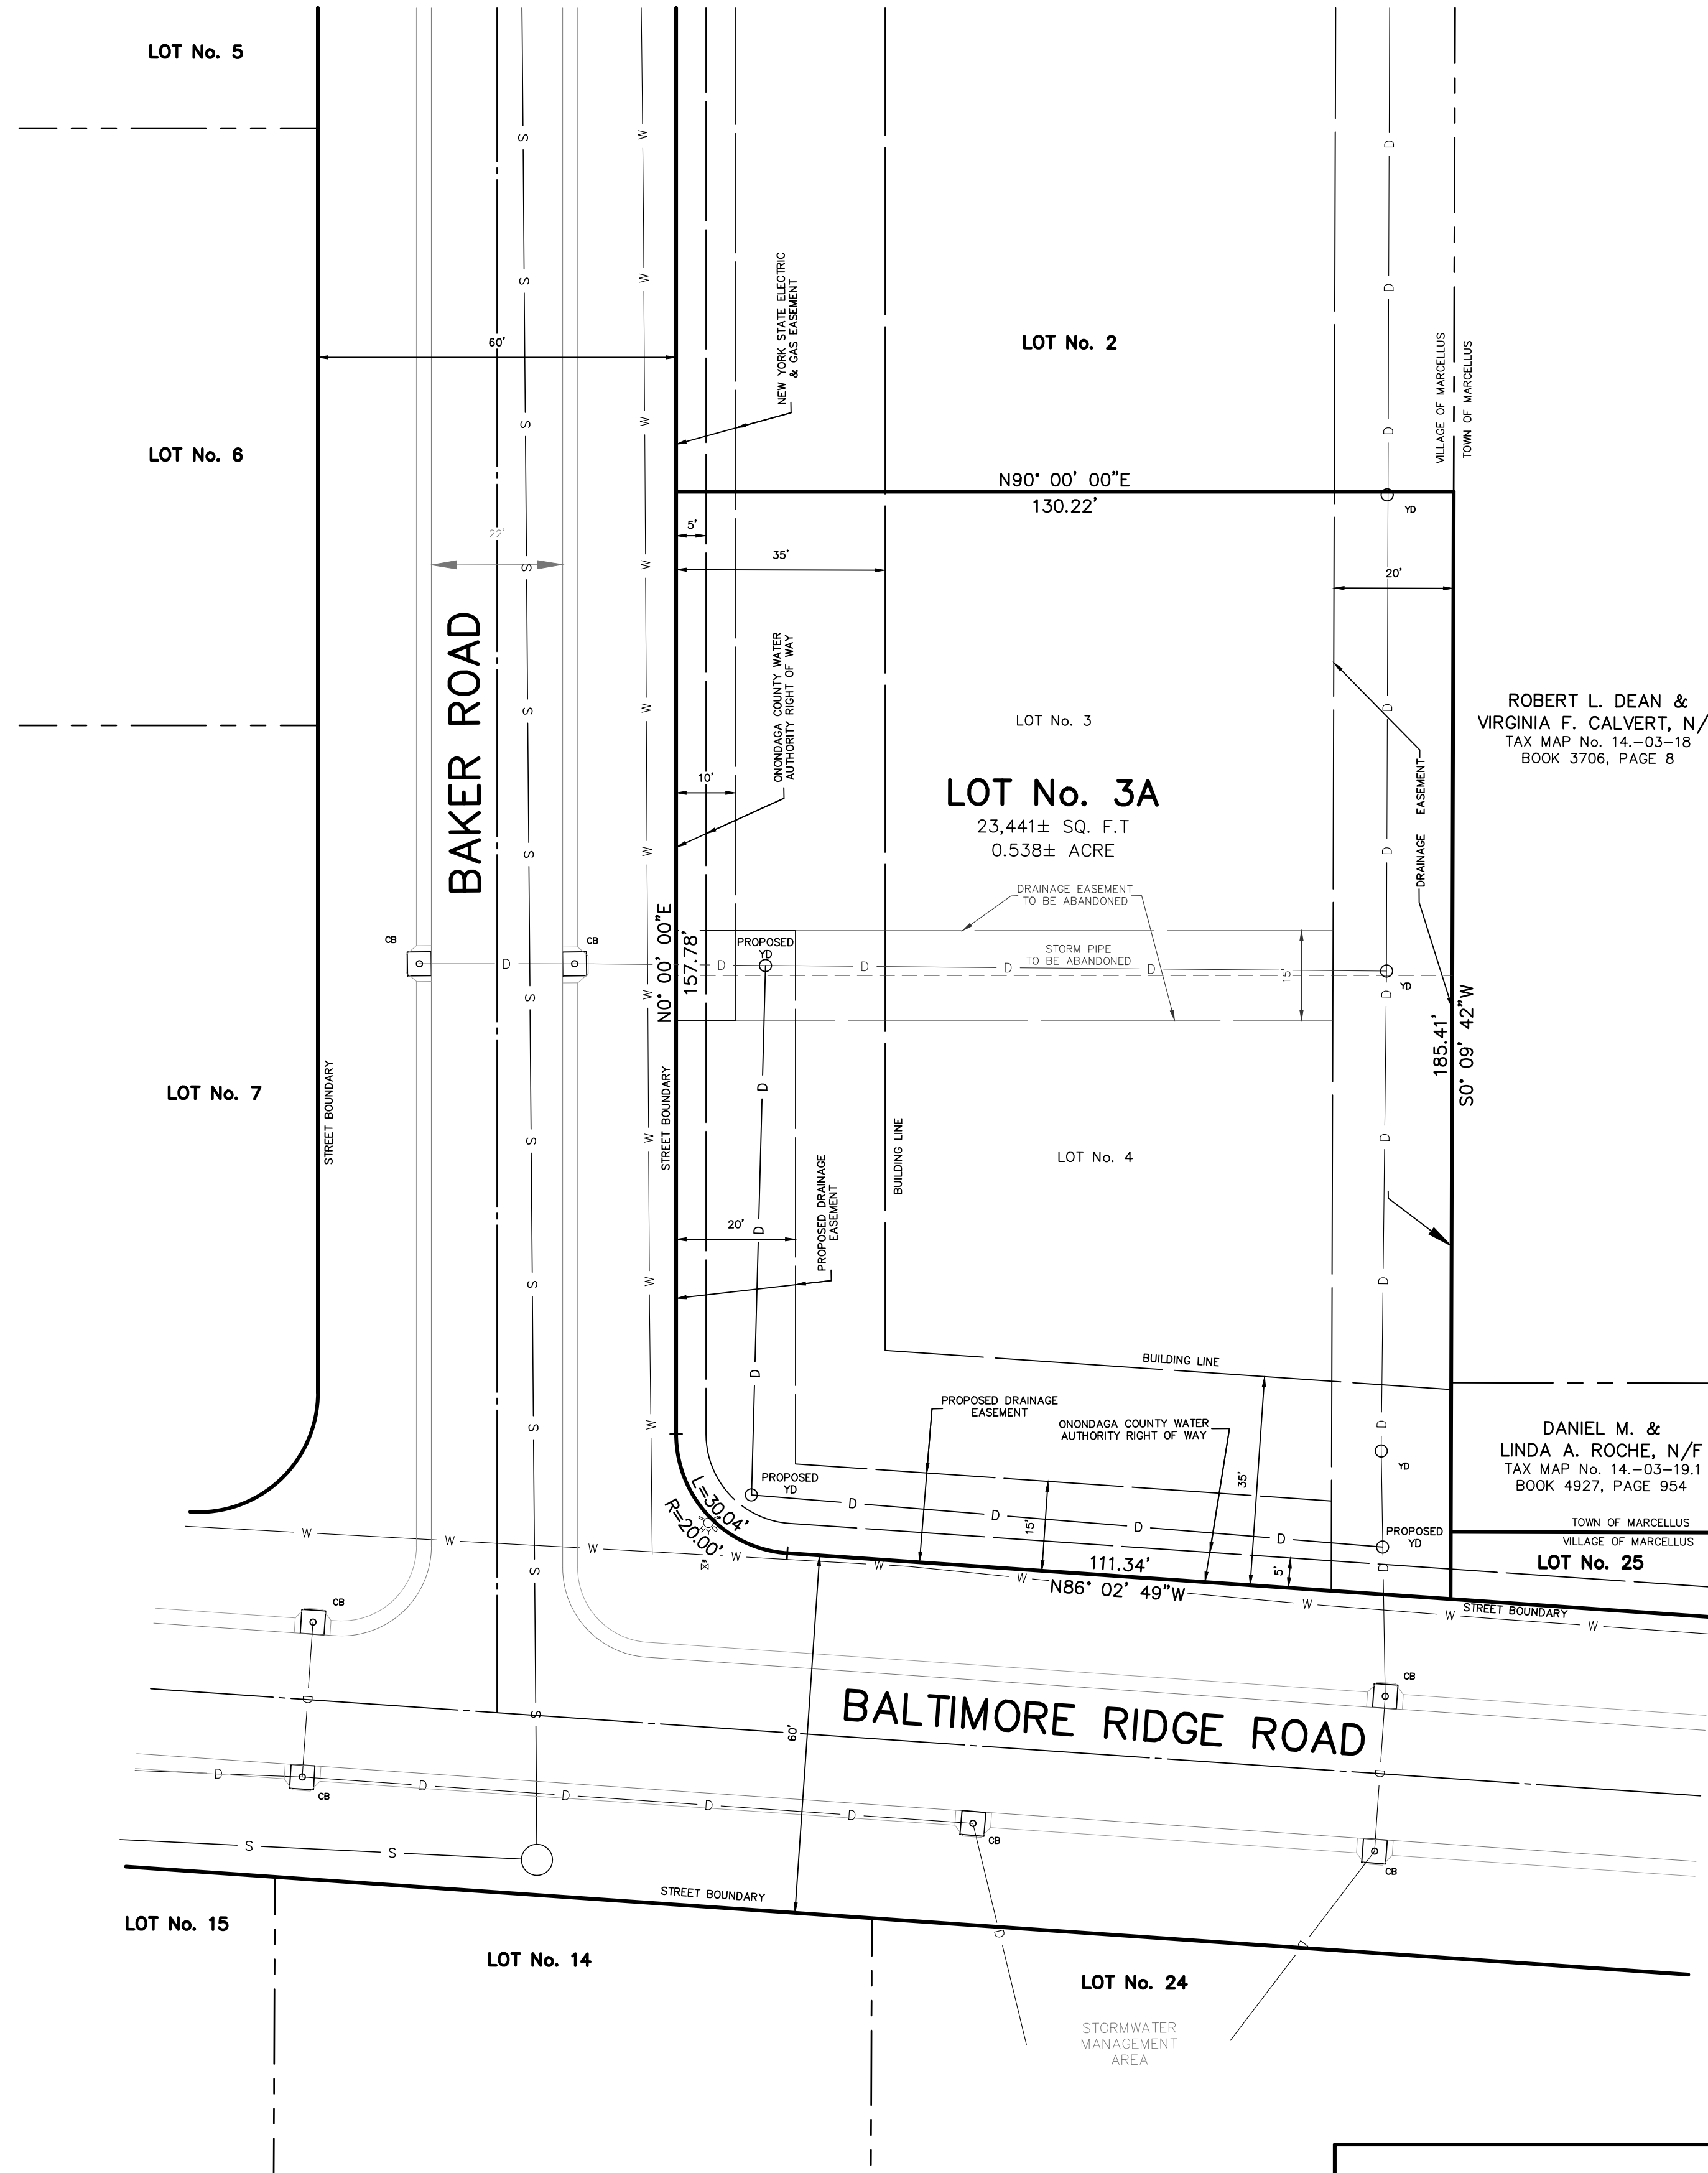 LOT No. 5
LOT No. 6
LOT No. 7
STREET BOUNDARY
60'
22'
BAKER ROAD
CB
CB
NEW YORK STATE ELECTRIC
& GAS EASEMENT
LOT No. 2
VILLAGE OF MARCELLUS
TOWN OF MARCELLUS
N90° 00' 00"E
130.22'
YD
5'
35'
20'
ONONDAGA COUNTY WATER
AUTHORITY RIGHT OF WAY
10'
LOT No. 3
LOT No. 3A
23,441± SQ. F.T
0.538± ACRE
DRAINAGE EASEMENT
ROBERT L. DEAN &
VIRGINIA F. CALVERT, N/
TAX MAP No. 14.-03-18
BOOK 3706, PAGE 8
DRAINAGE EASEMENT
TO BE ABANDONED
STORM PIPE
TO BE ABANDONED
PROPOSED
YD
15'
YD
N0° 00' 00"E
157.78'
185.41'
S0° 09' 42"W
STREET BOUNDARY
BUILDING LINE
LOT No. 4
PROPOSED DRAINAGE
EASEMENT
20'
BUILDING LINE
PROPOSED DRAINAGE
EASEMENT
ONONDAGA COUNTY WATER
AUTHORITY RIGHT OF WAY
35'
15'
5'
YD
DANIEL M. &
LINDA A. ROCHE, N/F
TAX MAP No. 14.-03-19.1
BOOK 4927, PAGE 954
PROPOSED
YD
L=30.04'
R=20.00'
PROPOSED
YD
TOWN OF MARCELLUS
VILLAGE OF MARCELLUS
LOT No. 25
111.34'
N86° 02' 49"W
STREET BOUNDARY
CB
CB
BALTIMORE RIDGE ROAD
60'
CB
CB
CB
STREET BOUNDARY
LOT No. 15
LOT No. 14
LOT No. 24
STORMWATER
MANAGEMENT
AREA